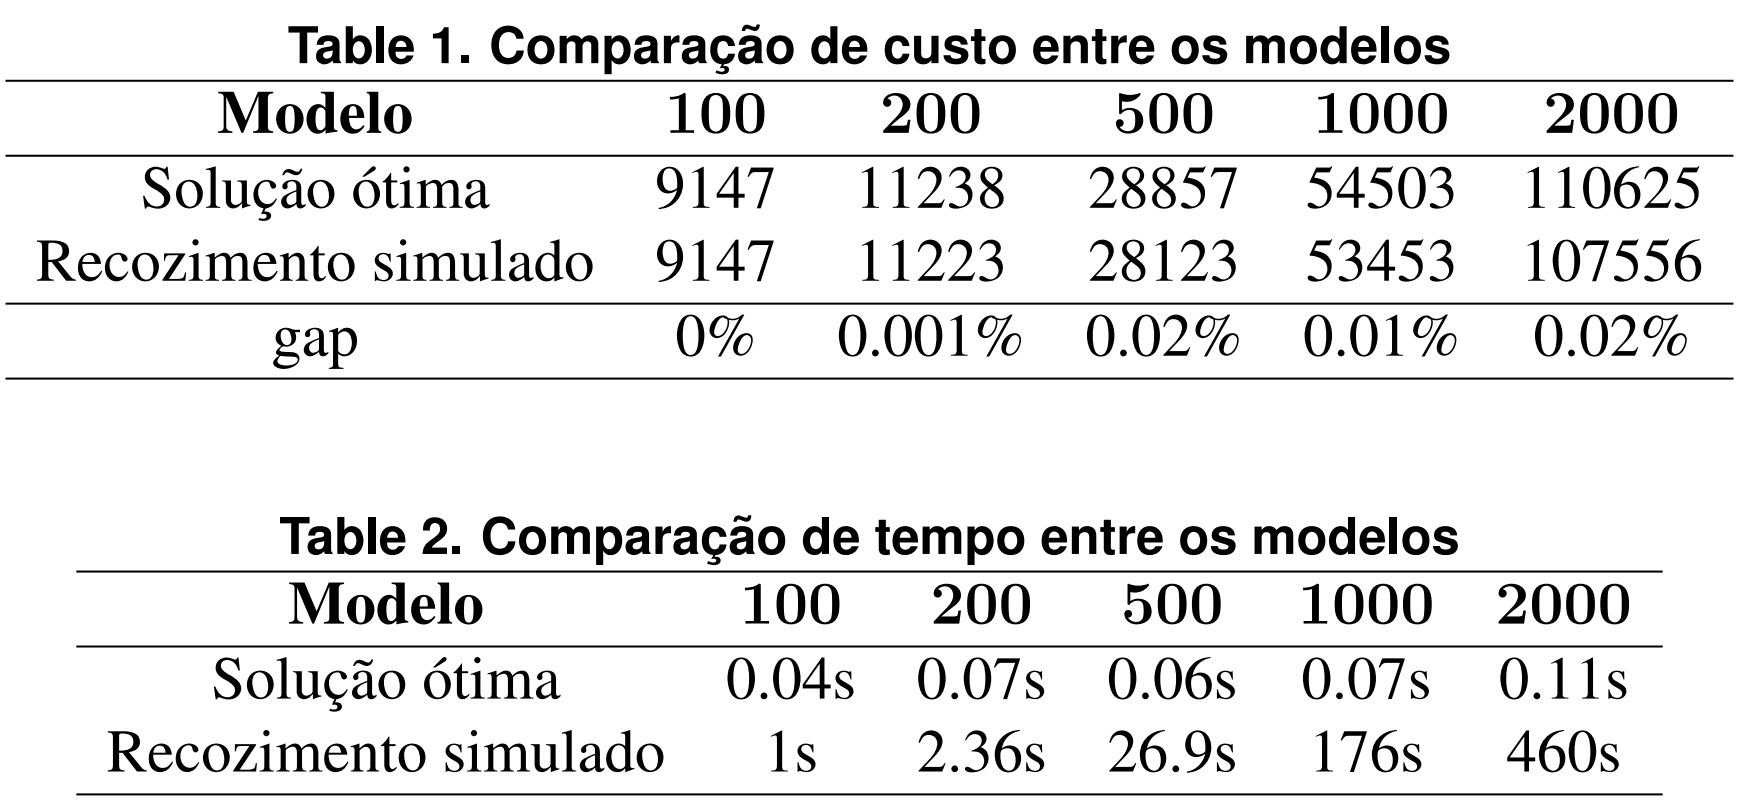 Table 1. Comparação de custo entre os modelos
Modelo 100 200 500 1000 2000
Solução ótima 9147 11238 28857 54503 110625
Recozimento simulado 9147 11223 28123 53453 107556
gap 0% 0.001% 0.02% 0.01% 0.02%
Table 2. Comparação de tempo entre os modelos
Modelo 100 200 500 1000 2000
Solução ótima 0.04s 0.07s 0.06s 0.07s 0.11s
Recozimento simulado 1s 2.36s 26.9s 176s 460s